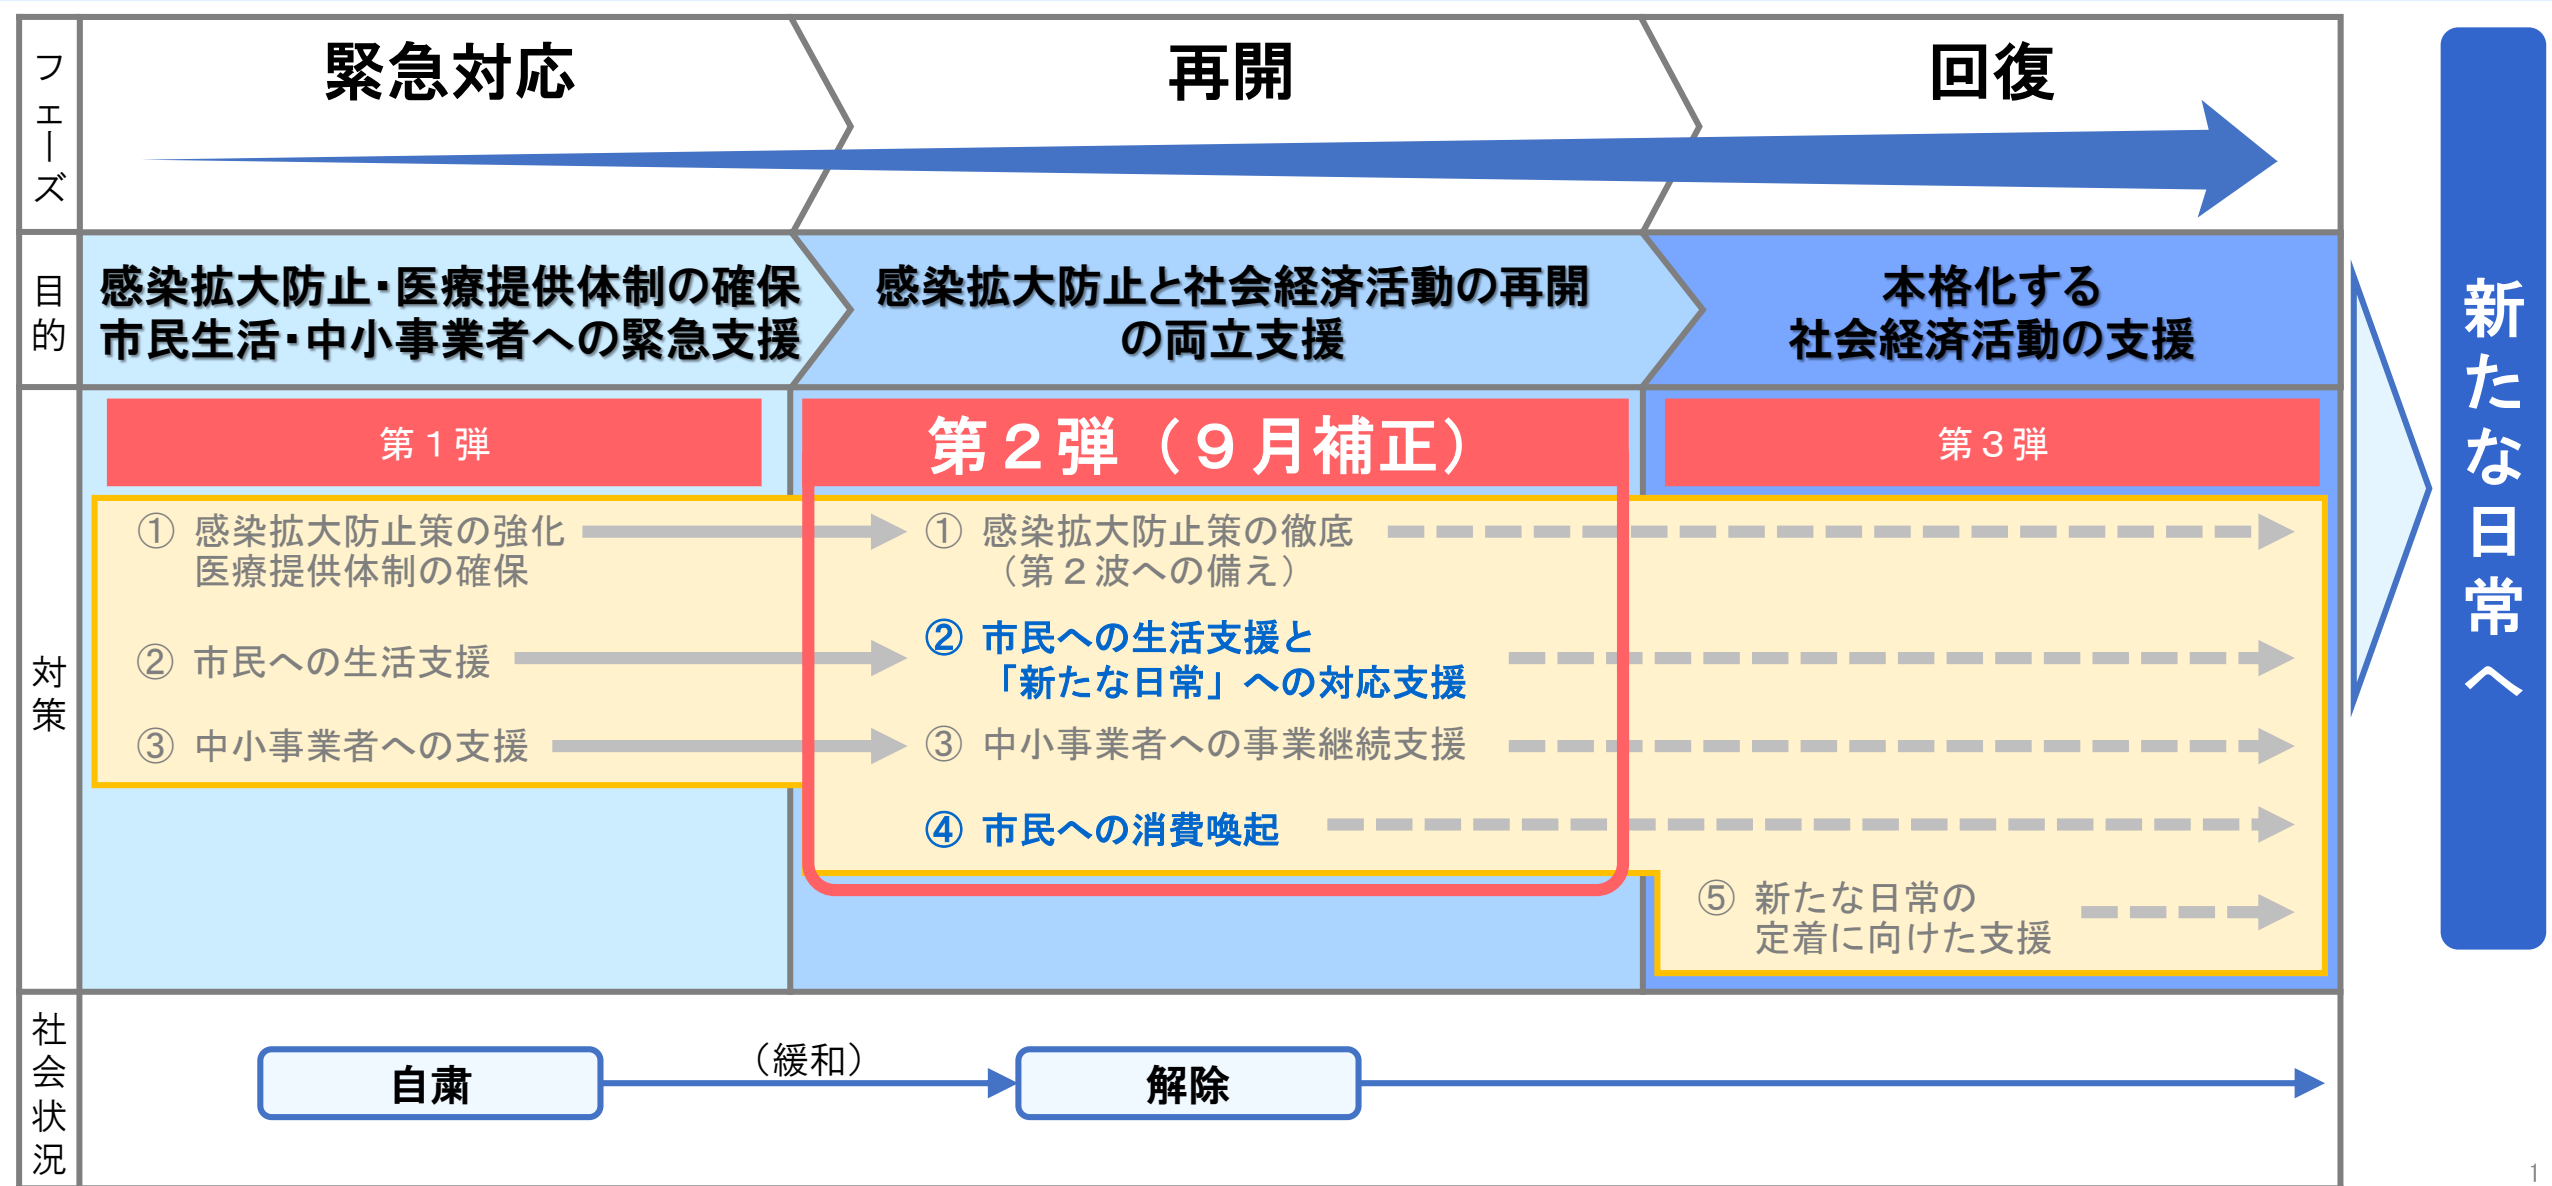 フェーズ
緊急対応
再開
回復
目的
感染拡大防止・医療提供体制の確保
市民生活・中小事業者への緊急支援
感染拡大防止と社会経済活動の再開
の両立支援
本格化する
社会経済活動の支援
対策
第１弾
第２弾（９月補正）
第３弾
① 感染拡大防止策の強化
医療提供体制の確保
② 市民への生活支援
③ 中小事業者への支援
① 感染拡大防止策の徹底
（第２波への備え）
② 市民への生活支援と
「新たな日常」への対応支援
③ 中小事業者への事業継続支援
④ 市民への消費喚起
⑤ 新たな日常の
定着に向けた支援
社会状況
自粛
（緩和）
解除
新たな日常へ
1